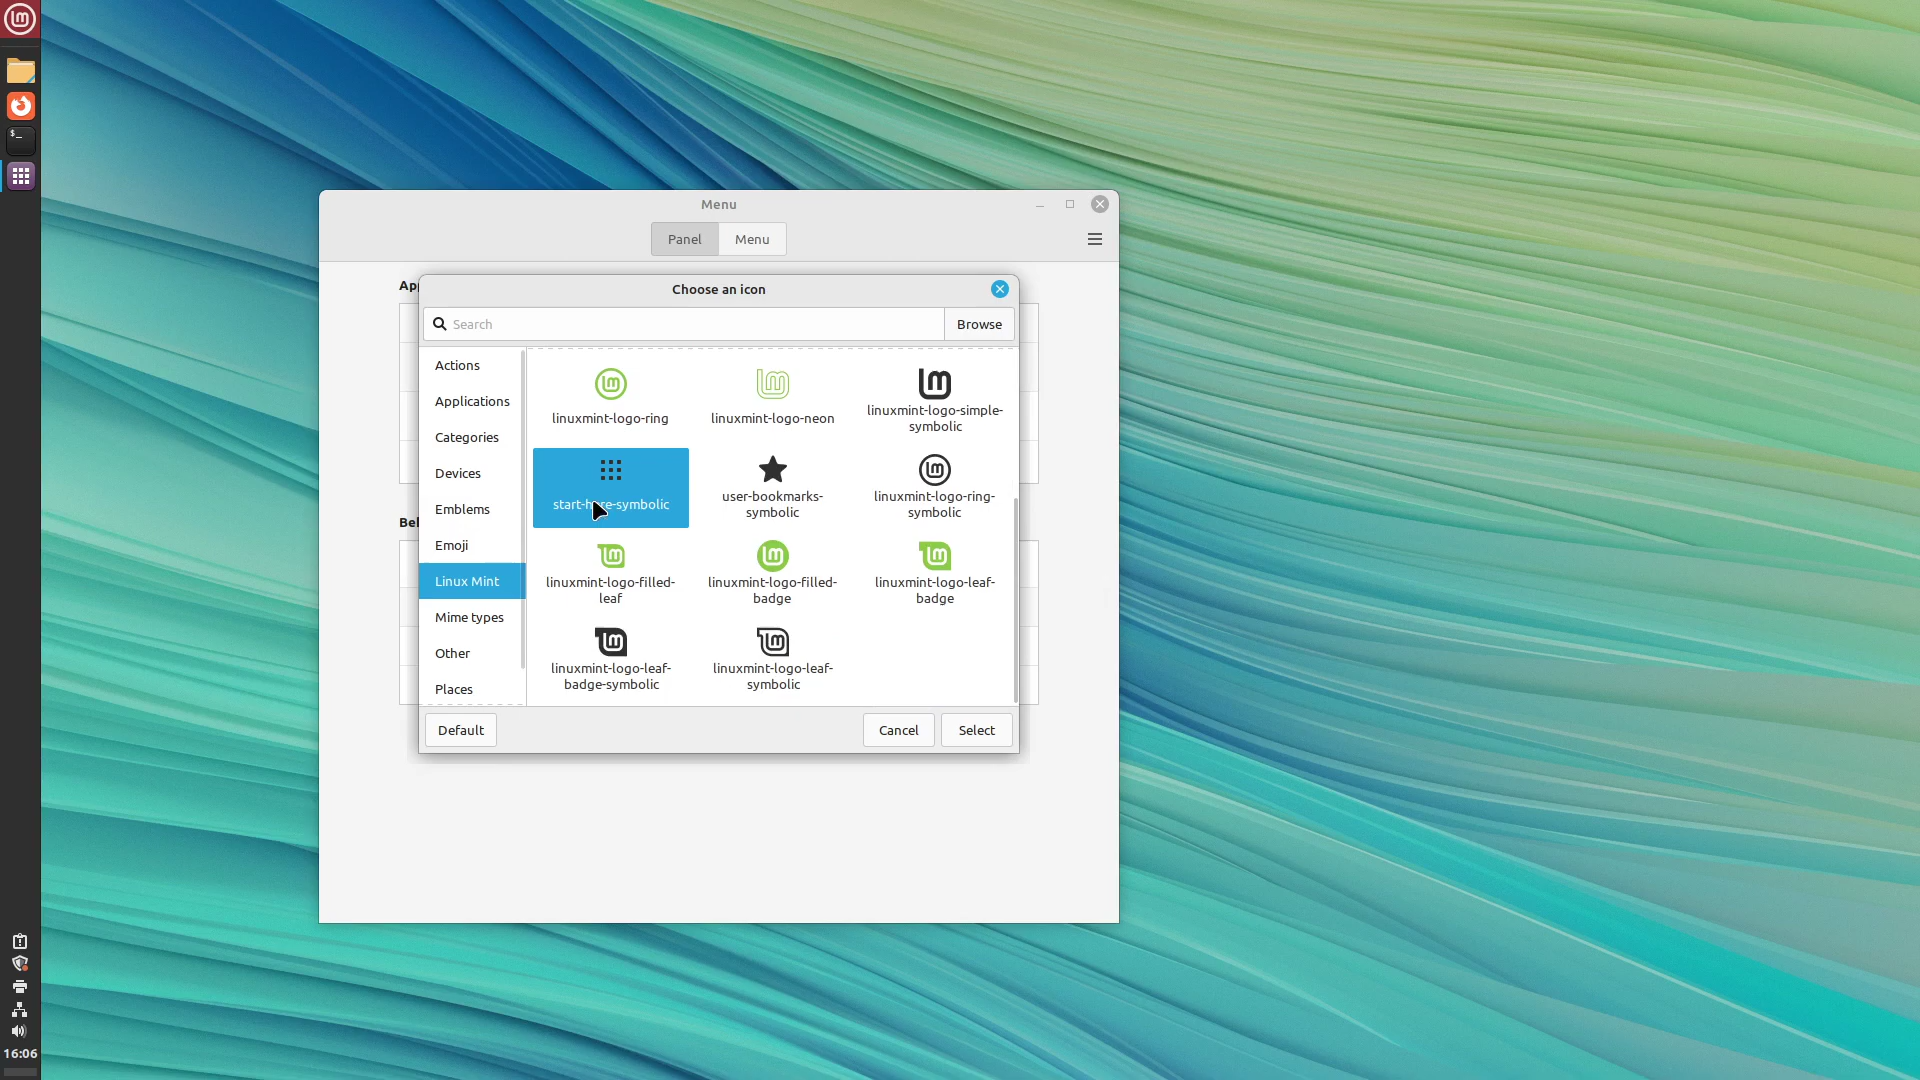 Menu
Panel
Menu
Ap
Choose an icon
Search
Browse
Actions
Applications
Categories
Devices
Emblems
Emoji
Linux Mint
Mime types
Other
Places
linuxmint-logo-ring
linuxmint-logo-neon
linuxmint-logo-simple-
symbolic
start-here-symbolic
user-bookmarks-
symbolic
linuxmint-logo-ring-
symbolic
linuxmint-logo-filled-
leaf
linuxmint-logo-filled-
badge
linuxmint-logo-leaf-
badge
linuxmint-logo-leaf-
badge-symbolic
linuxmint-logo-leaf-
symbolic
Default
Cancel
Select
16:06